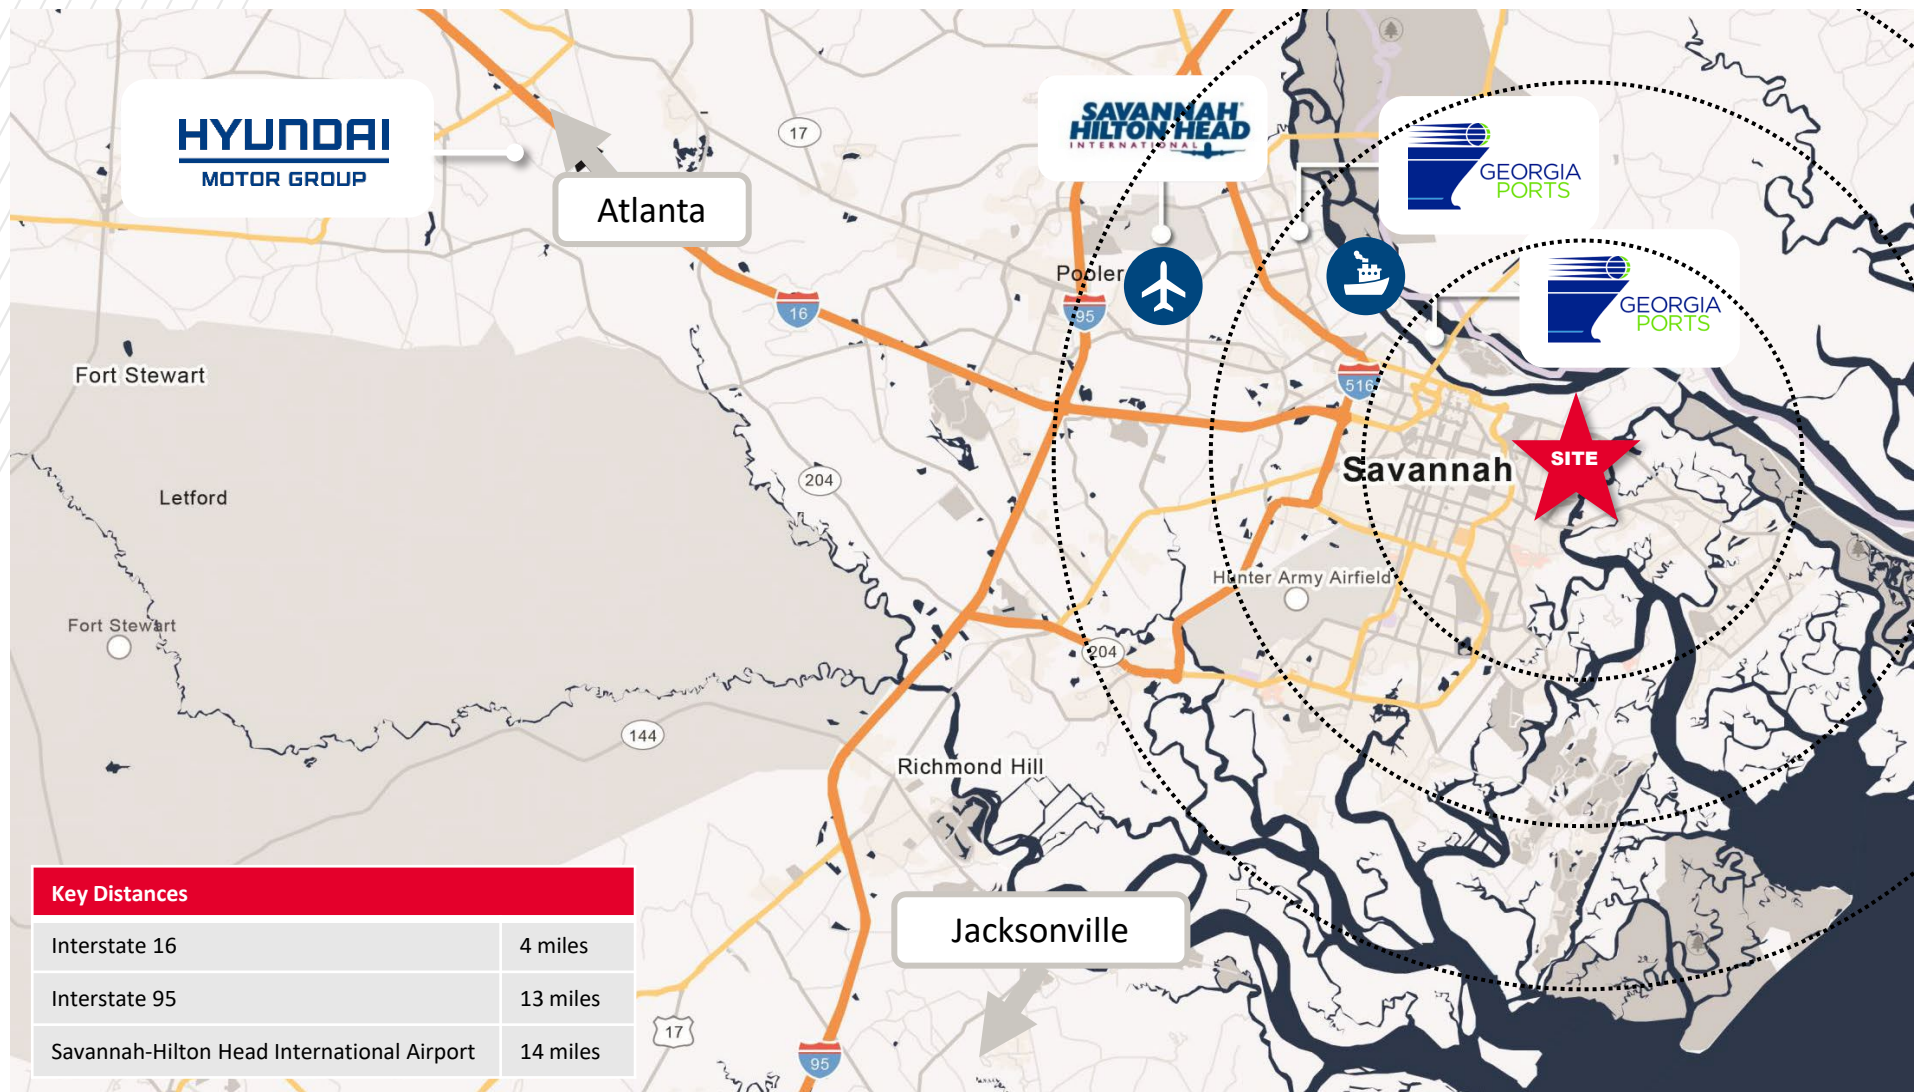 HYUNDAI
MOTOR GROUP
17
SAVANNAH
HILTON HEAD
INTERNATIONAL
GEORGIA
PORTS
Atlanta
GEORGIA
PORTS
Pooler
16
95
Fort Stewart
516
Savannah
SITE
204
Letford
Hunter Army Airfield
Fort Stewart
204
144
Richmond Hill
Jacksonville
Key Distances
Interstate 16 4 miles
Interstate 95 13 miles
Savannah-Hilton Head International Airport 14 miles
17
95